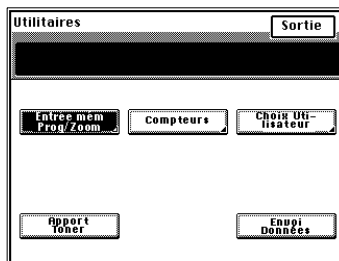 Utilitaires
Sortie
Entrée mém
Prog/Zoom
Compteurs
Choix Uti-
lisateur
Apport
Toner
Envoi
Données